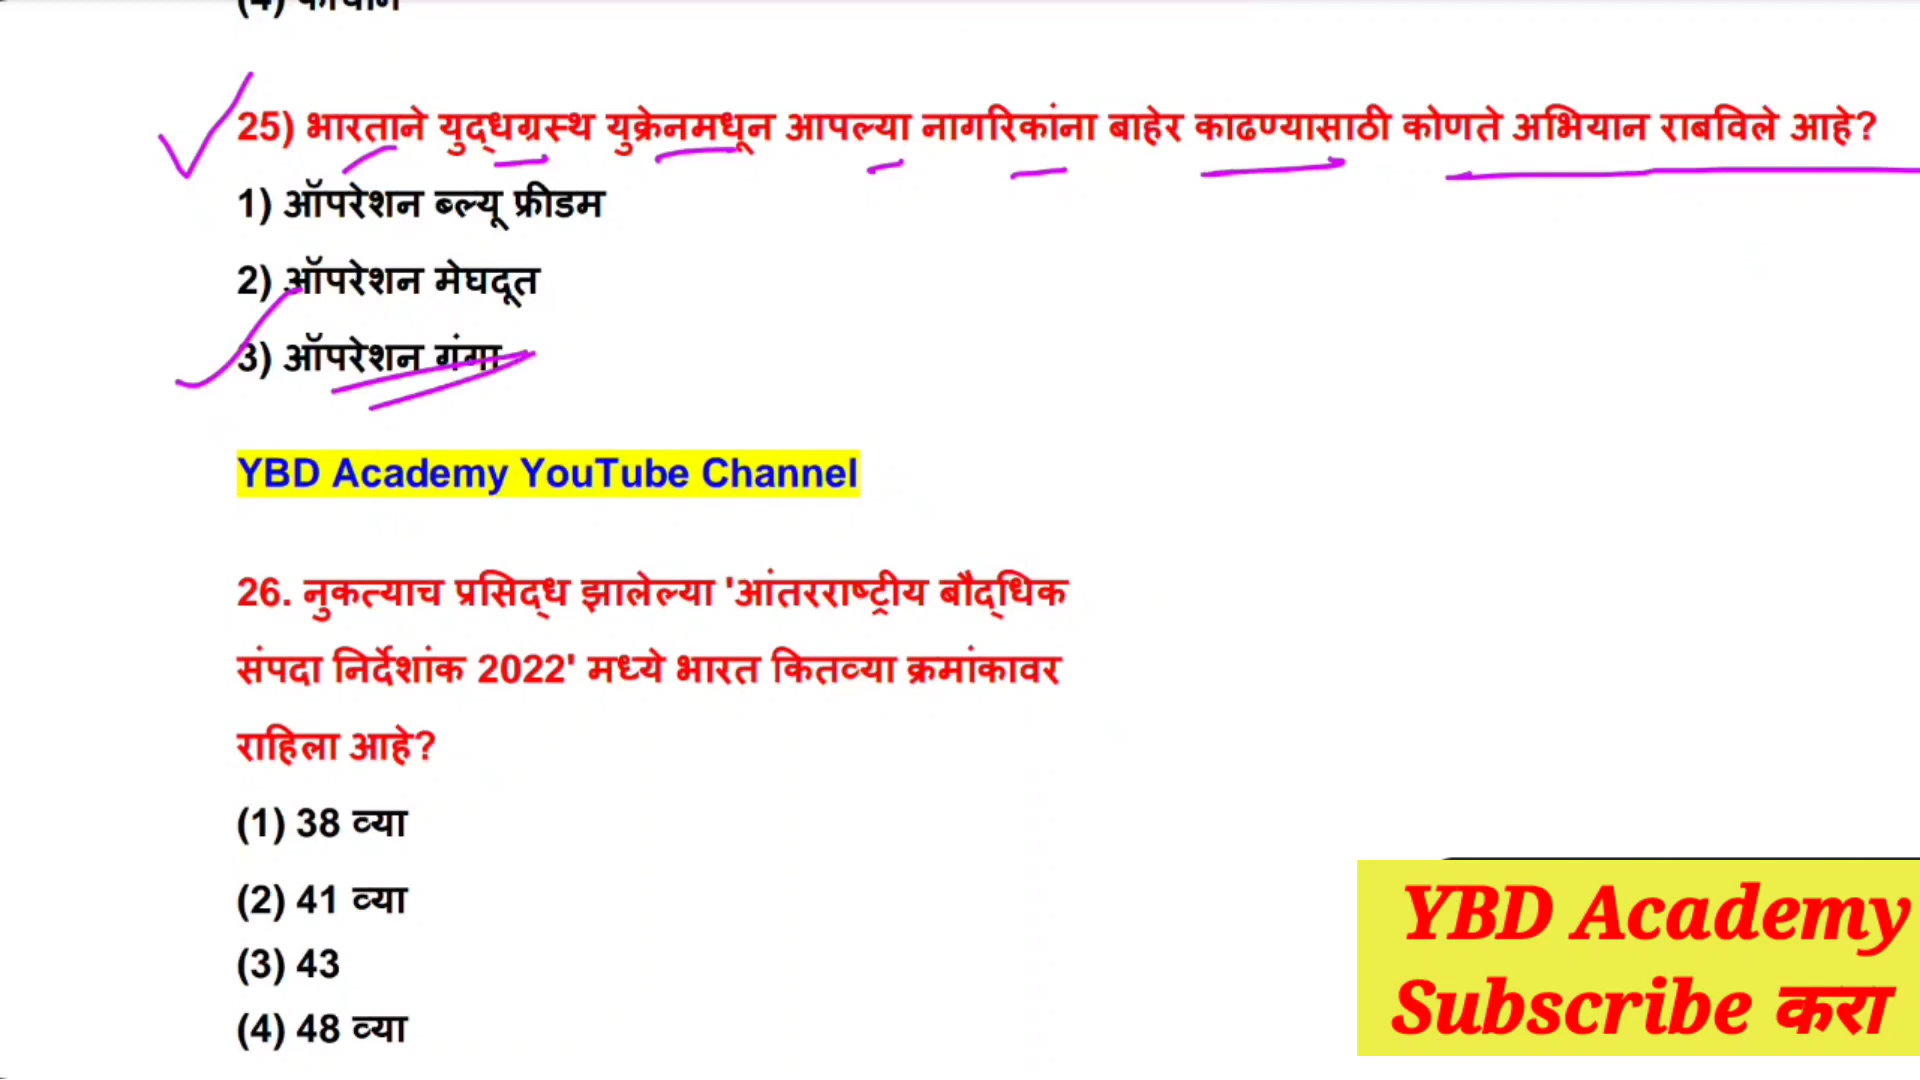 25) भारताने युद्धग्रस्थ युक्रेनमधून आपल्या नागरिकांना बाहेर काढण्यासाठी कोणते अभियान राबविले आहे?
1) ऑपरेशन ब्ल्यू फ्रीडम
2) ऑपरेशन मेघदूत
3) ऑपरेशन गंगा
YBD Academy YouTube Channel
26. नुकत्याच प्रसिद्ध झालेल्या 'आंतरराष्ट्रीय बौद्धिक
संपदा निर्देशांक 2022' मध्ये भारत कितव्या क्रमांकावर
राहिला आहे?
(1) 38 व्या
(2) 41 व्या
(3) 43
(4) 48 व्या
YBD Academy
Subscribe करा